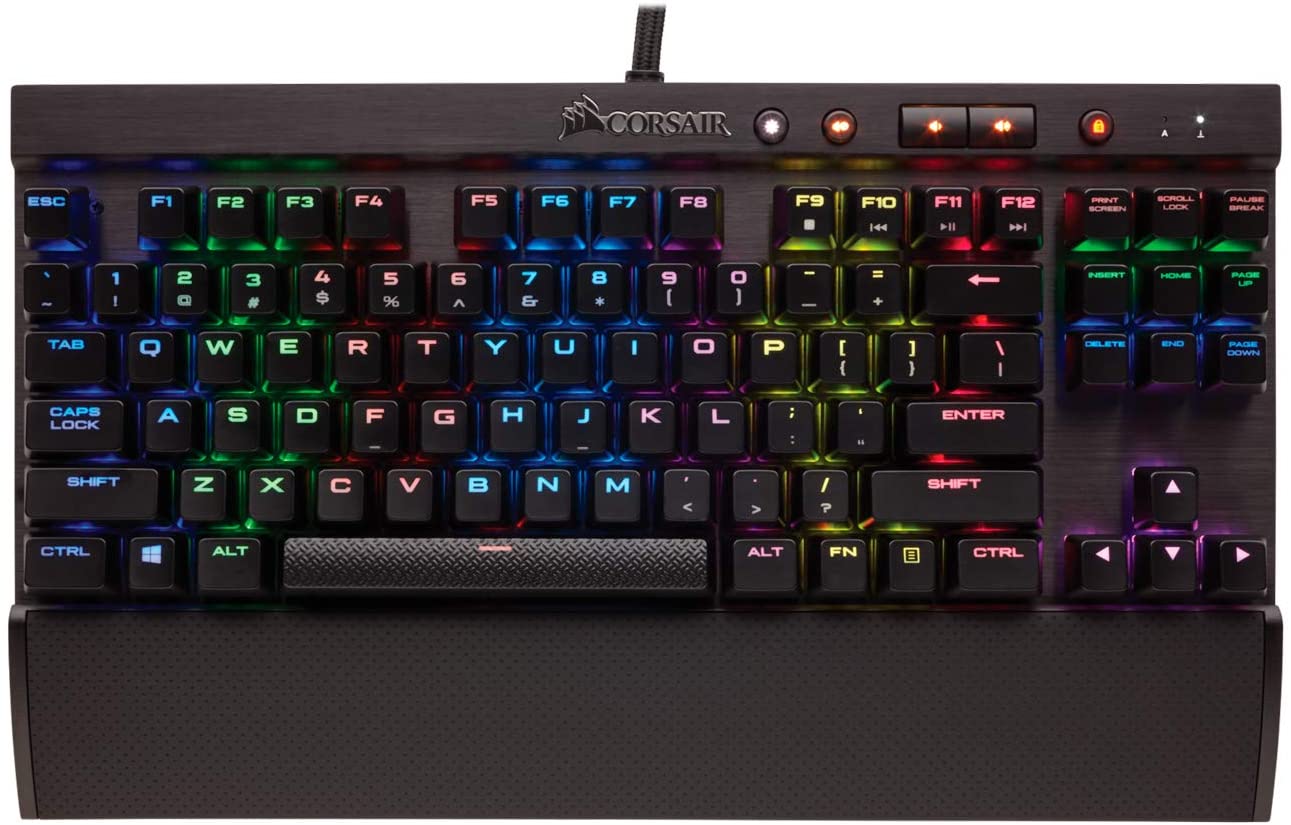 CORSAIR
A
ESC F1 F2 F3 F4 F5 F6 F7 F8 F9 F10 F11 F12 PRINT SCREEN SCROLL LOCK PAUSE BREAK
` ~ 1 ! 2 @ 3 # 4 $ 5 % 6 ^ 7 & 8 * 9 ( 0 ) - _ = + ← INSERT HOME PAGE UP
TAB Q W E R T Y U I O P [ { ] } \ | DELETE END PAGE DOWN
CAPS LOCK A S D F G H J K L ; : ' " ENTER
SHIFT Z X C V B N M , < . > / ? SHIFT
CTRL ALT ALT FN CTRL